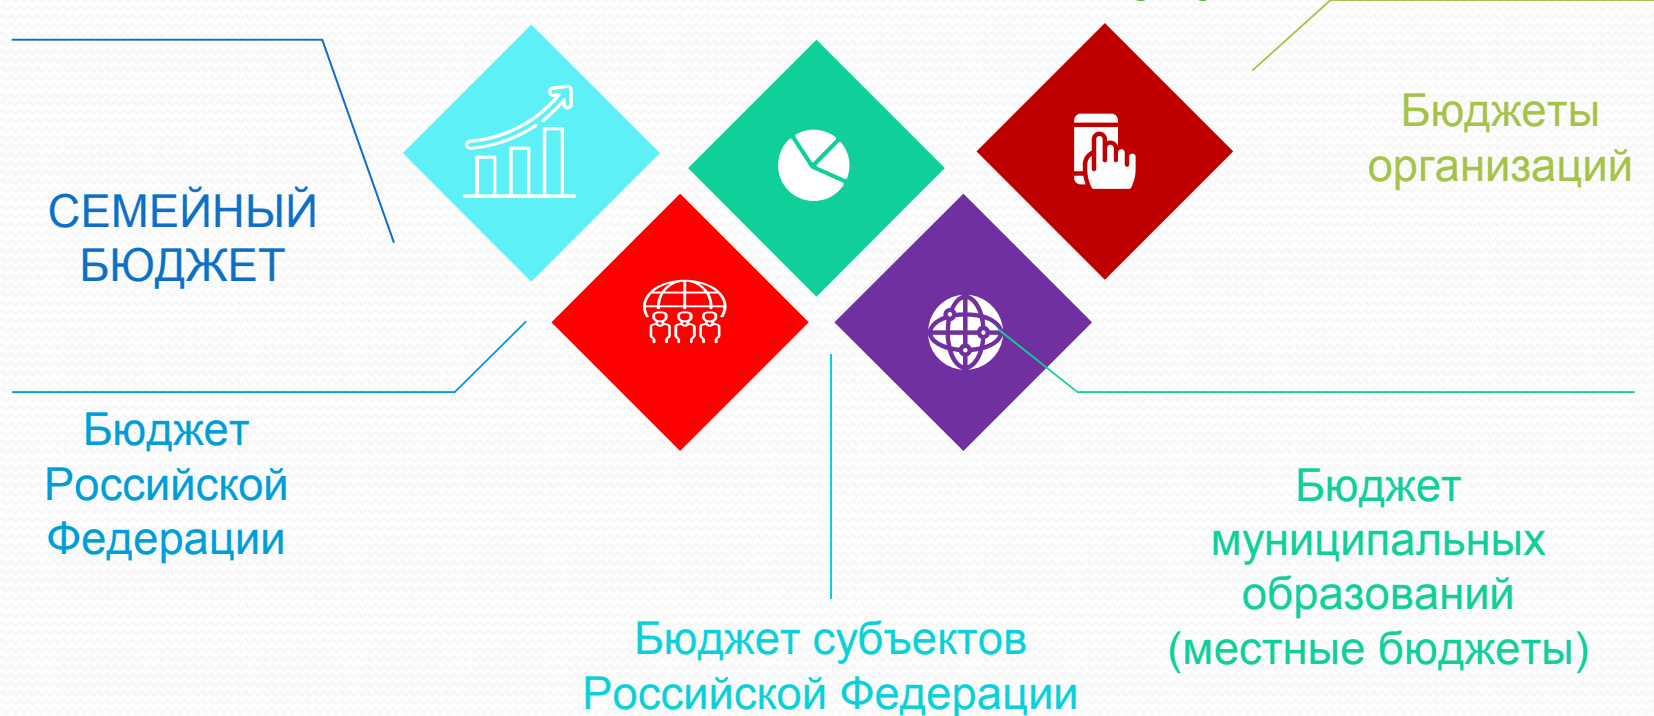 Бюджеты
организаций
СЕМЕЙНЫЙ
БЮДЖЕТ
Бюджет
Российской
Федерации
Бюджет
муниципальных
образований
(местные бюджеты)
Бюджет субъектов
Российской Федерации